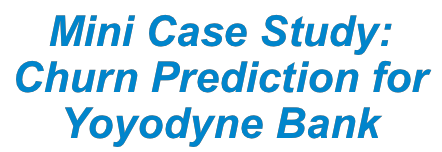 Mini Case Study:
Churn Prediction for
Yoyodyne Bank